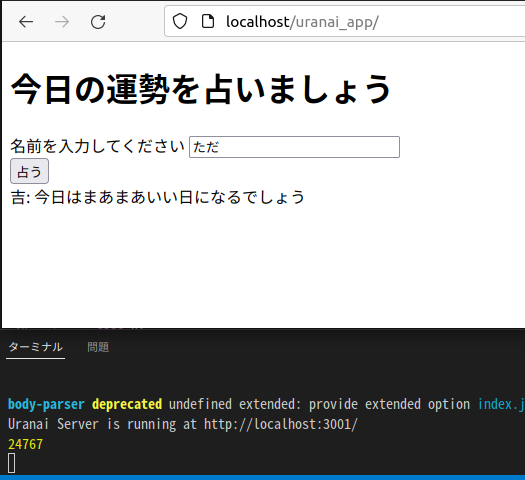 localhost/uranai_app/
今日の運勢を占いましょう
名前を入力してください ただ
占う
吉: 今日はまあまあいい日になるでしょう
ターミナル 問題
body-parser deprecated undefined extended: provide extended option index.j
Uranai Server is running at http://localhost:3001/
24767